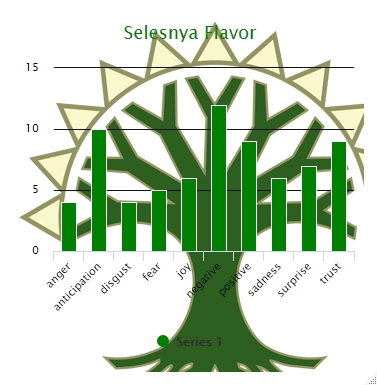 Selesnya Flavor
15
10
5
0
anger
anticipation
disgust
fear
joy
negative
positive
sadness
surprise
trust
Series 1